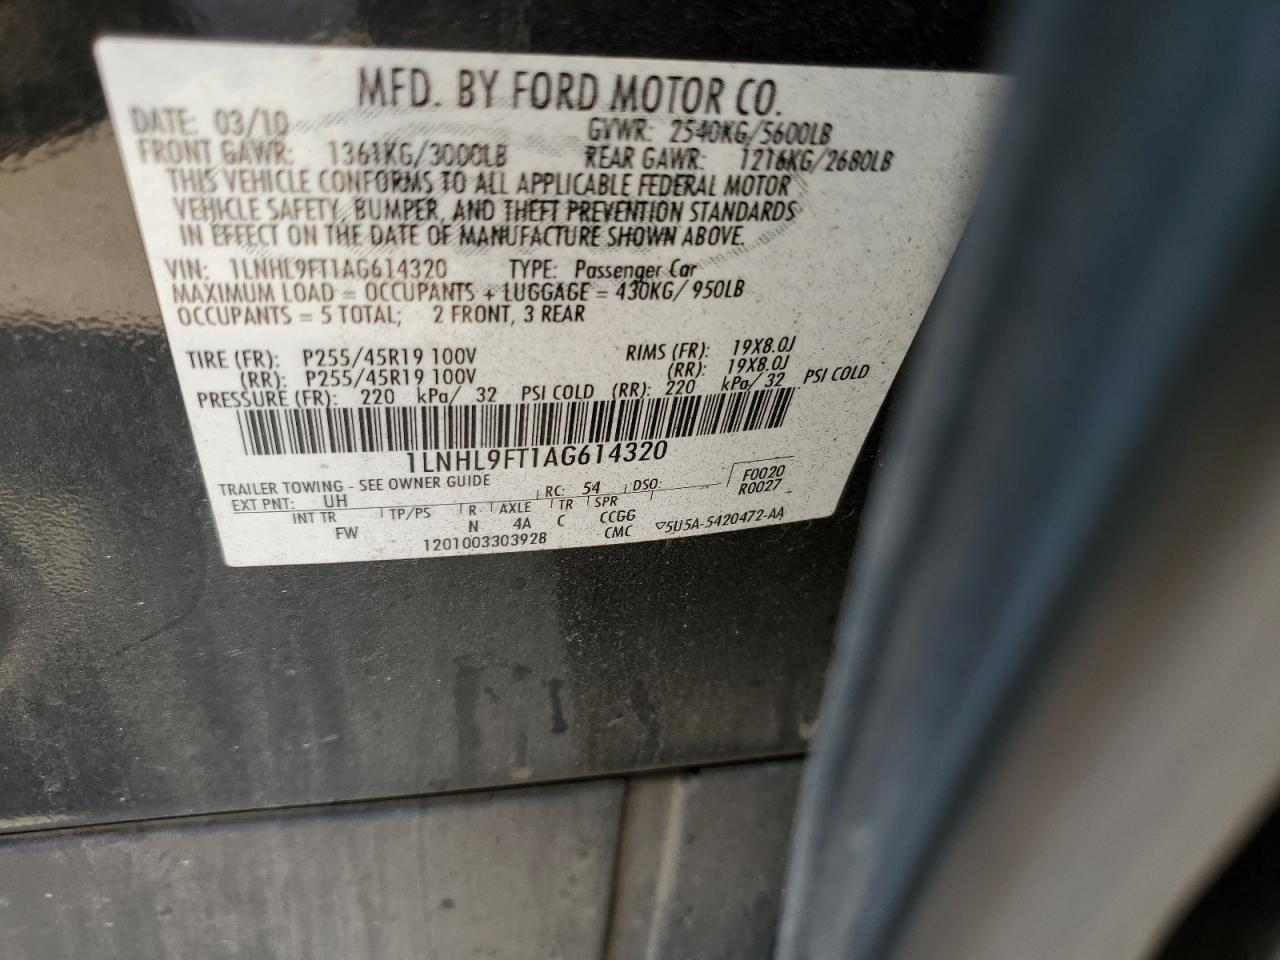 MFD. BY FORD MOTOR CO.
DATE: 03/10 GVWR: 2540KG/5600LB
FRONT GAWR: 1361KG/3000LB REAR GAWR: 1216KG/2680LB
THIS VEHICLE CONFORMS TO ALL APPLICABLE FEDERAL MOTOR
VEHICLE SAFETY, BUMPER, AND THEFT PREVENTION STANDARDS
IN EFFECT ON THE DATE OF MANUFACTURE SHOWN ABOVE.
VIN: 1LNHL9FT1AG614320 TYPE: Passenger Car
MAXIMUM LOAD = OCCUPANTS + LUGGAGE = 430KG/ 950LB
OCCUPANTS = 5 TOTAL; 2 FRONT, 3 REAR
TIRE (FR): P255/45R19 100V RIMS (FR): 19X8.0J
(RR): P255/45R19 100V (RR): 19X8.0J
PRESSURE (FR): 220 kPa/ 32 PSI COLD (RR): 220 kPa/ 32 PSI COLD
1LNHL9FT1AG614320
TRAILER TOWING - SEE OWNER GUIDE F0020
EXT PNT: UH RC: 54 DSO: R0027
INT TR TP/PS R AXLE TR SPR
FW N 4A C CCGG ▽5U5A-5420472-AA
1201003303928 CMC